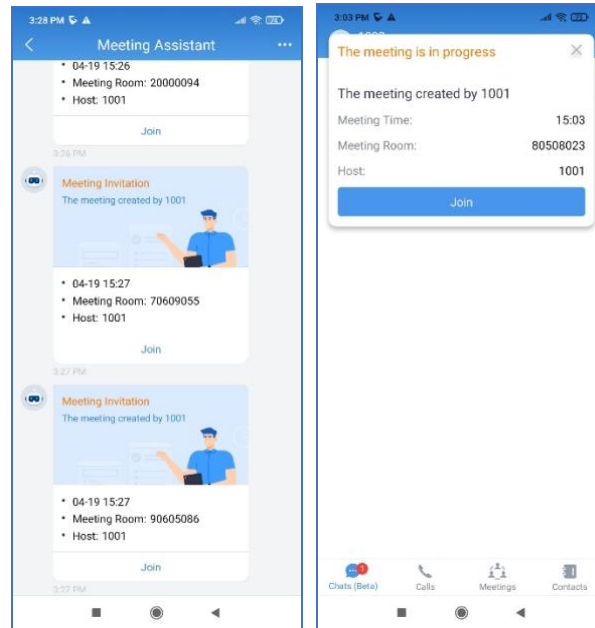 3:28 PM
Meeting Assistant
04-19 15:26
Meeting Room: 20000094
Host: 1001
Join
3:26 PM
Meeting Invitation
The meeting created by 1001
04-19 15:27
Meeting Room: 70609055
Host: 1001
Join
3:27 PM
Meeting Invitation
The meeting created by 1001
04-19 15:27
Meeting Room: 90605086
Host: 1001
Join
3:27 PM
3:03 PM
The meeting is in progress
The meeting created by 1001
Meeting Time: 15:03
Meeting Room: 80508023
Host: 1001
Join
1
Chats (Beta) Calls Meetings Contacts